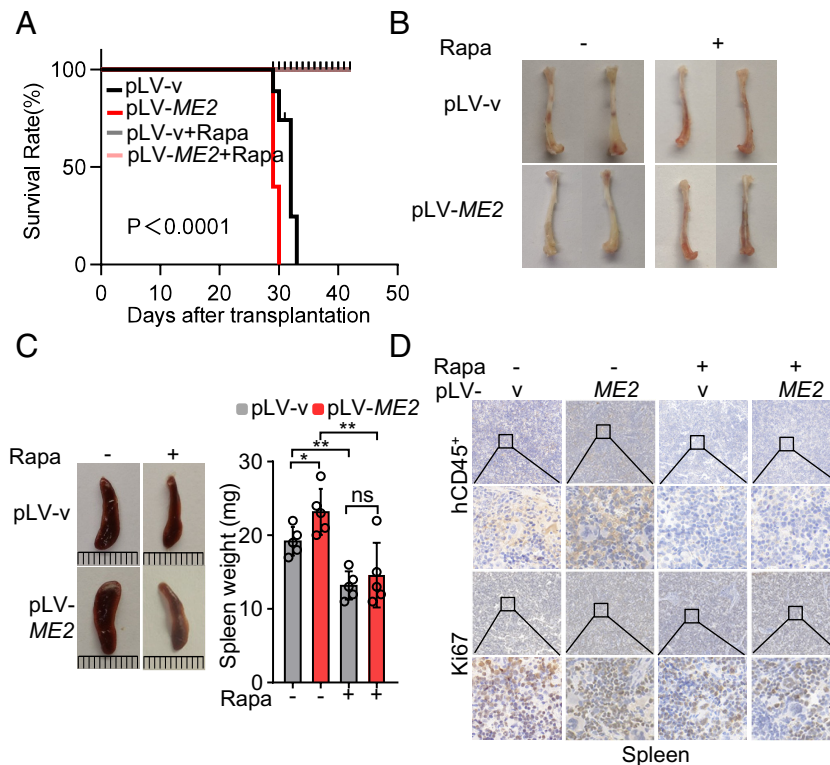 A
Survival Rate(%)
100
50
0
pLV-v
pLV-ME2
pLV-v+Rapa
pLV-ME2+Rapa
P<0.0001
0 10 20 30 40 50
Days after transplantation
B
Rapa - +
pLV-v
pLV-ME2
C
Rapa - +
pLV-v
pLV-
ME2
pLV-v pLV-ME2
Spleen weight (mg)
30
20
10
0
**
**
*
ns
Rapa - - + +
D
Rapa - - + +
pLV- v ME2 v ME2
hCD45+
Ki67
Spleen